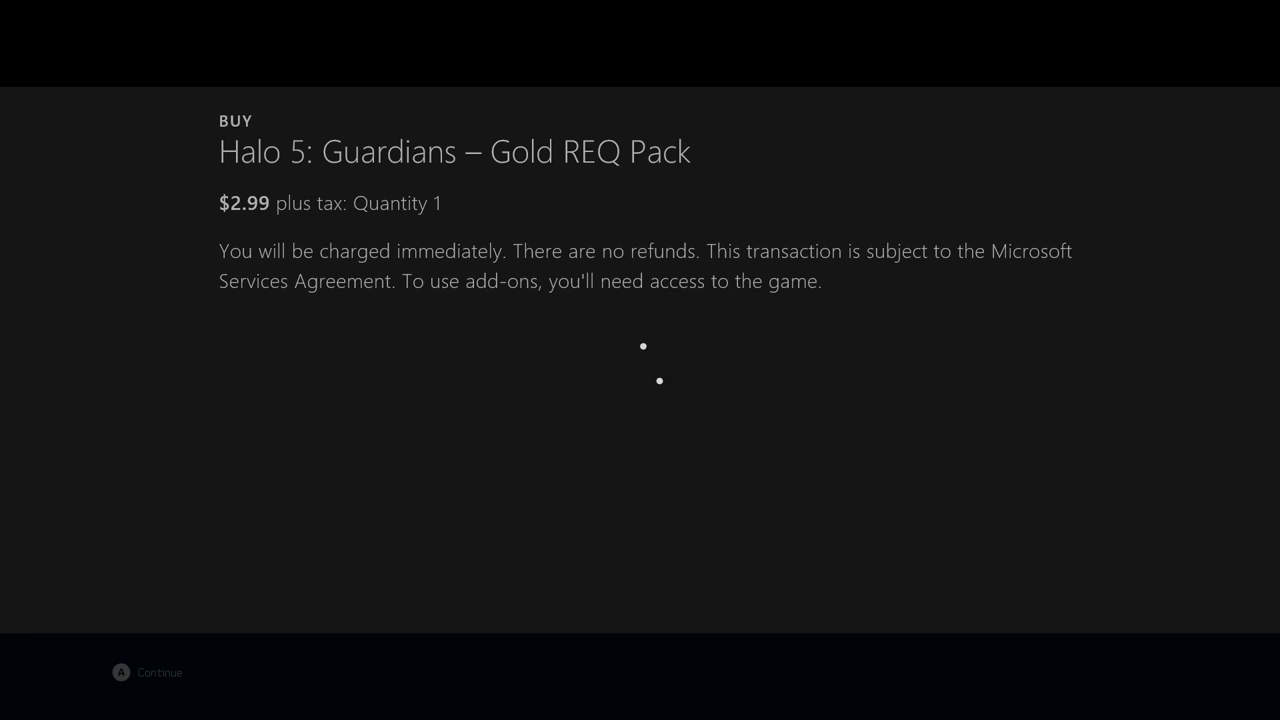 BUY
Halo 5: Guardians – Gold REQ Pack
$2.99 plus tax: Quantity 1
You will be charged immediately. There are no refunds. This transaction is subject to the Microsoft
Services Agreement. To use add-ons, you'll need access to the game.
A Continue